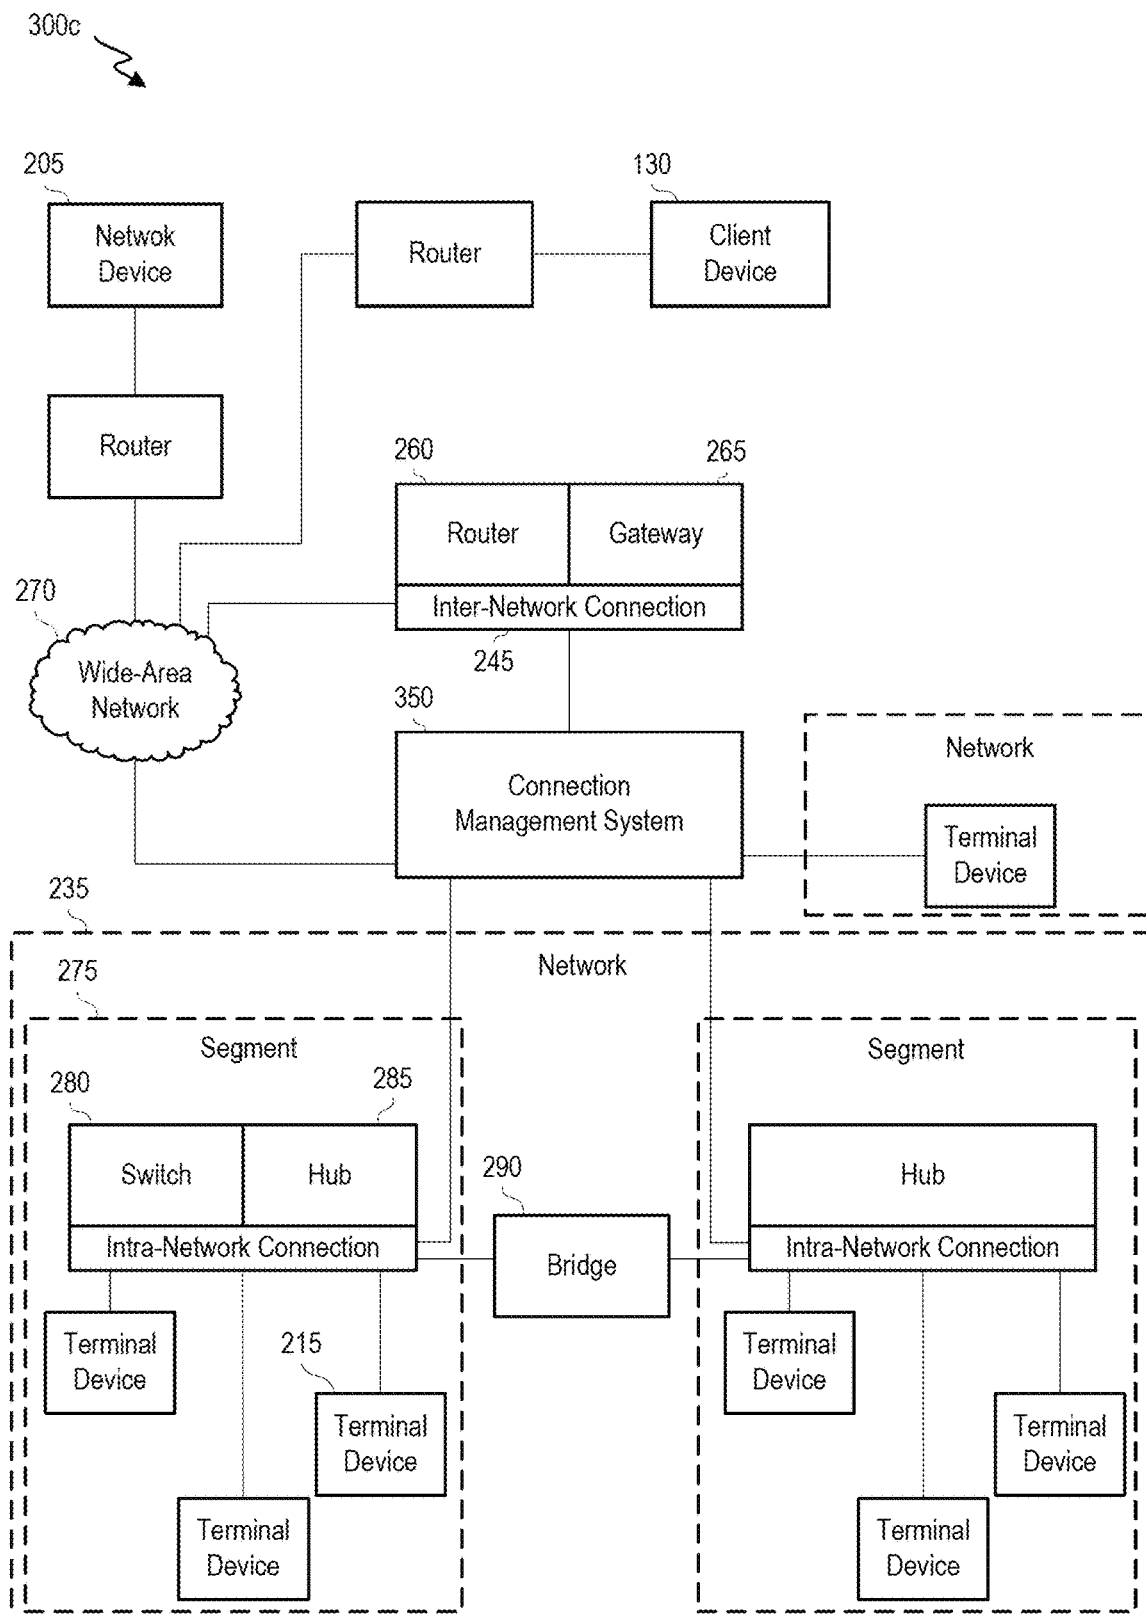 300c
205
130
Netwok
Device
Router
Client
Device
Router
260
265
Router
Gateway
Inter-Network Connection
245
270
Wide-Area
Network
350
Connection
Management System
Network
Terminal
Device
235
Network
275
Segment
Segment
280
285
Switch
Hub
Intra-Network Connection
290
Bridge
Hub
Intra-Network Connection
Terminal
Device
215
Terminal
Device
Terminal
Device
Terminal
Device
Terminal
Device
Terminal
Device